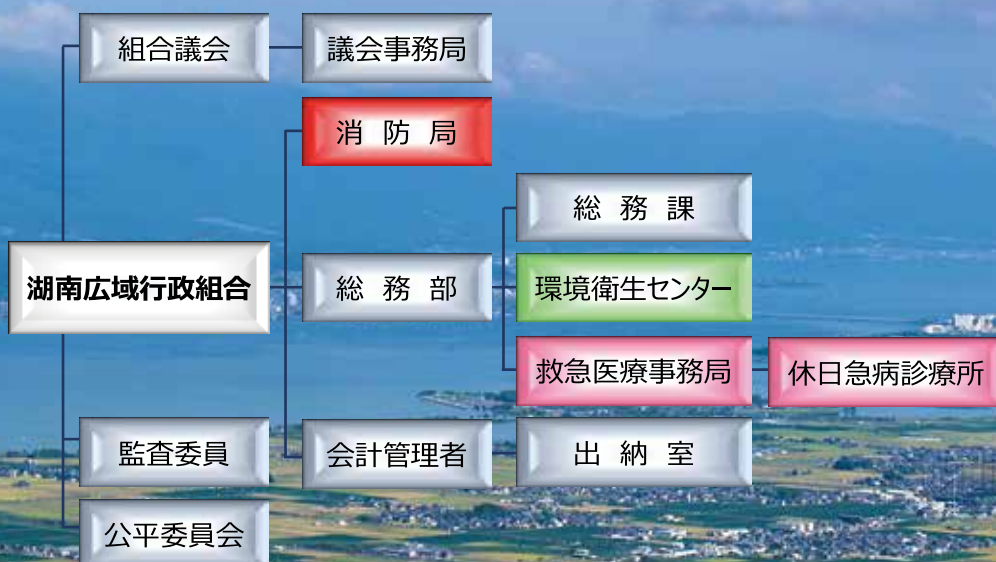 組合議会
議会事務局
消 防 局
総 務 課
湖南広域行政組合
総 務 部
環境衛生センター
救急医療事務局
休日急病診療所
監査委員
会計管理者
出 納 室
公平委員会